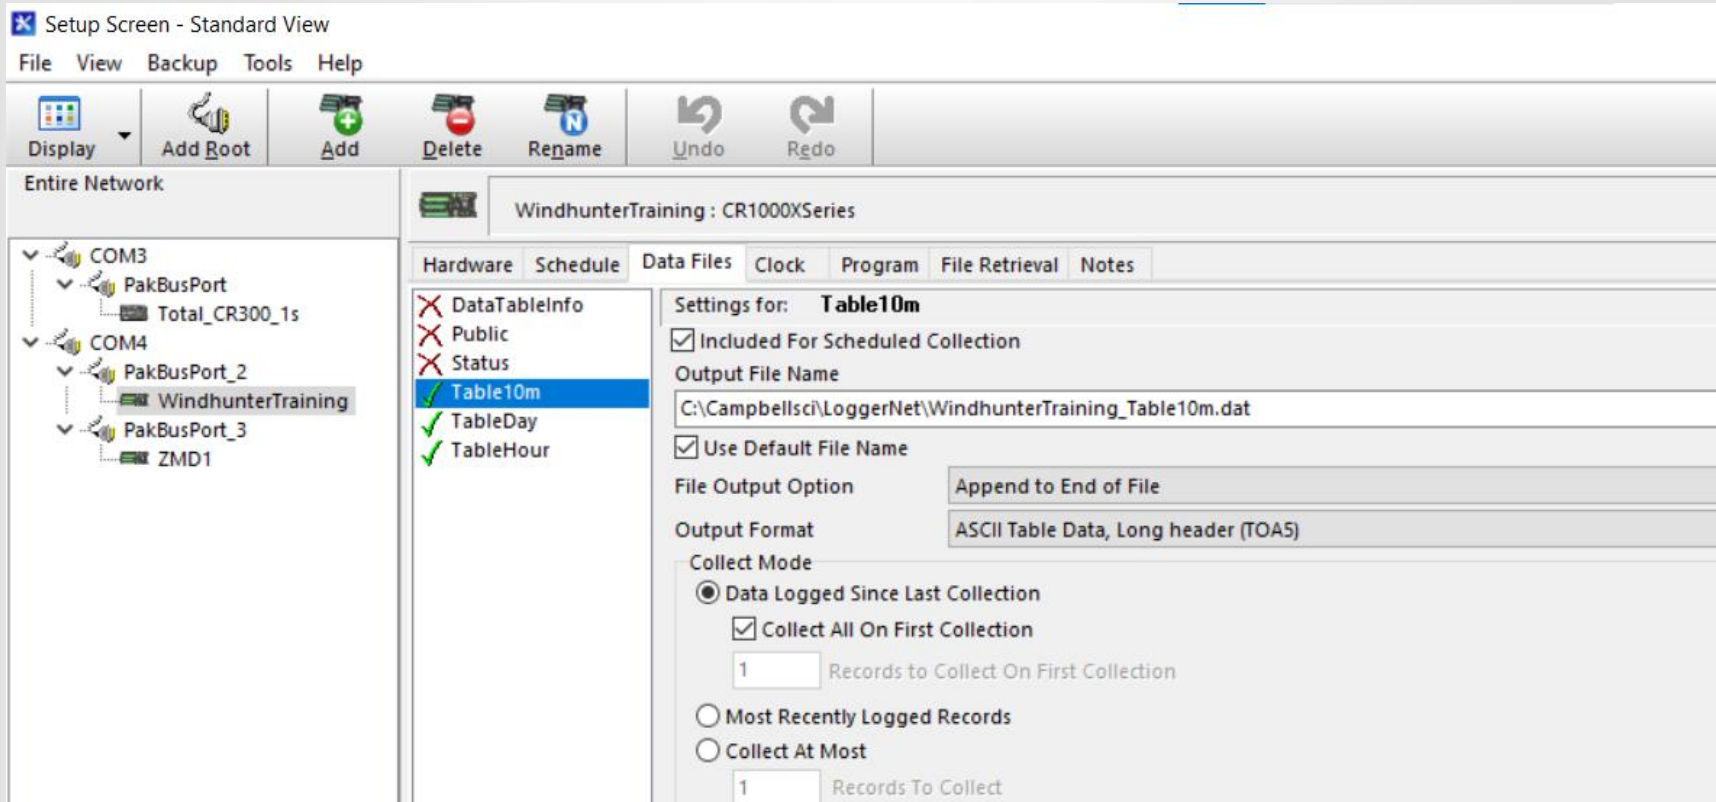 Setup Screen - Standard View
File View Backup Tools Help
Display Add Root Add Delete Rename Undo Redo
Entire Network
COM3
PakBusPort
Total_CR300_1s
COM4
PakBusPort_2
WindhunterTraining
PakBusPort_3
ZMD1
WindhunterTraining : CR1000XSeries
Hardware Schedule Data Files Clock Program File Retrieval Notes
DataTableInfo
Public
Status
Table10m
TableDay
TableHour
Settings for: Table10m
Included For Scheduled Collection
Output File Name
C:\Campbellsci\LoggerNet\WindhunterTraining_Table10m.dat
Use Default File Name
File Output Option Append to End of File
Output Format ASCII Table Data, Long header (TOA5)
Collect Mode
Data Logged Since Last Collection
Collect All On First Collection
1 Records to Collect On First Collection
Most Recently Logged Records
Collect At Most
1 Records To Collect